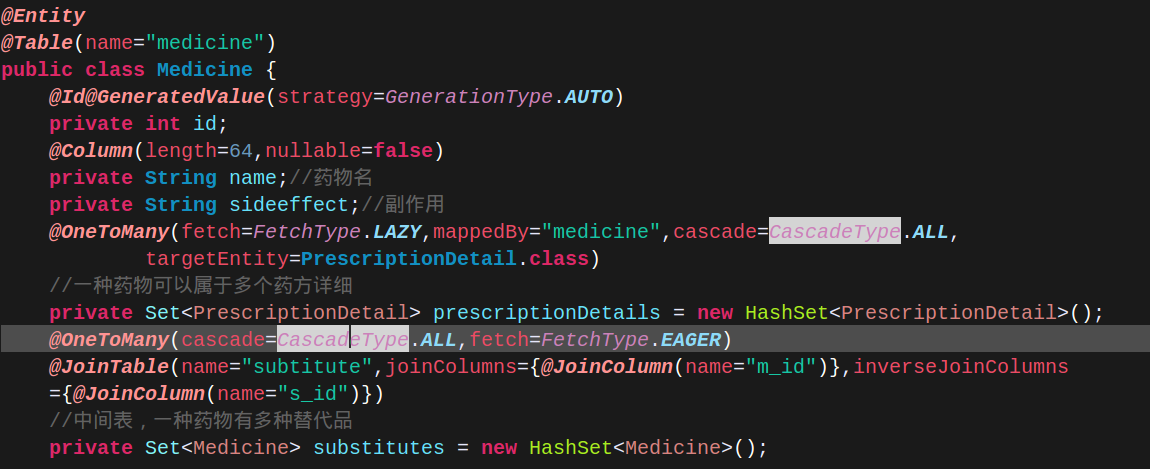 @Entity
@Table(name="medicine")
public class Medicine {
@Id@GeneratedValue(strategy=GenerationType.AUTO)
private int id;
@Column(length=64,nullable=false)
private String name;//药物名
private String sideeffect;//副作用
@OneToMany(fetch=FetchType.LAZY,mappedBy="medicine",cascade=CascadeType.ALL,
targetEntity=PrescriptionDetail.class)
//一种药物可以属于多个药方详细
private Set<PrescriptionDetail> prescriptionDetails = new HashSet<PrescriptionDetail>();
@OneToMany(cascade=CascadeType.ALL,fetch=FetchType.EAGER)
@JoinTable(name="subtitute",joinColumns={@JoinColumn(name="m_id")},inverseJoinColumns
={@JoinColumn(name="s_id")})
//中间表，一种药物有多种替代品
private Set<Medicine> substitutes = new HashSet<Medicine>();